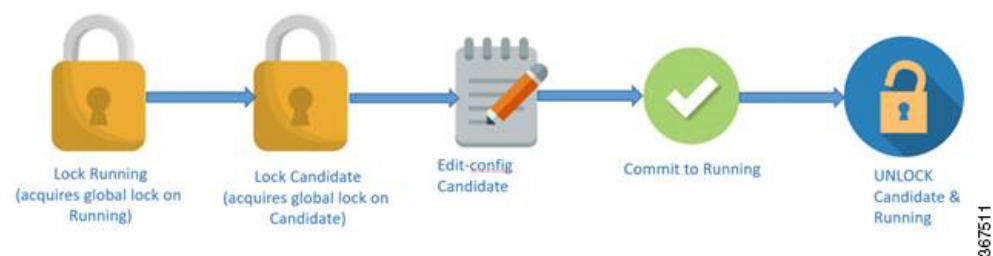 Lock Running
(acquires global lock on
Running)
Lock Candidate
(acquires global lock on
Candidate)
Edit-config
Candidate
Commit to Running
UNLOCK
Candidate &
Running
367511